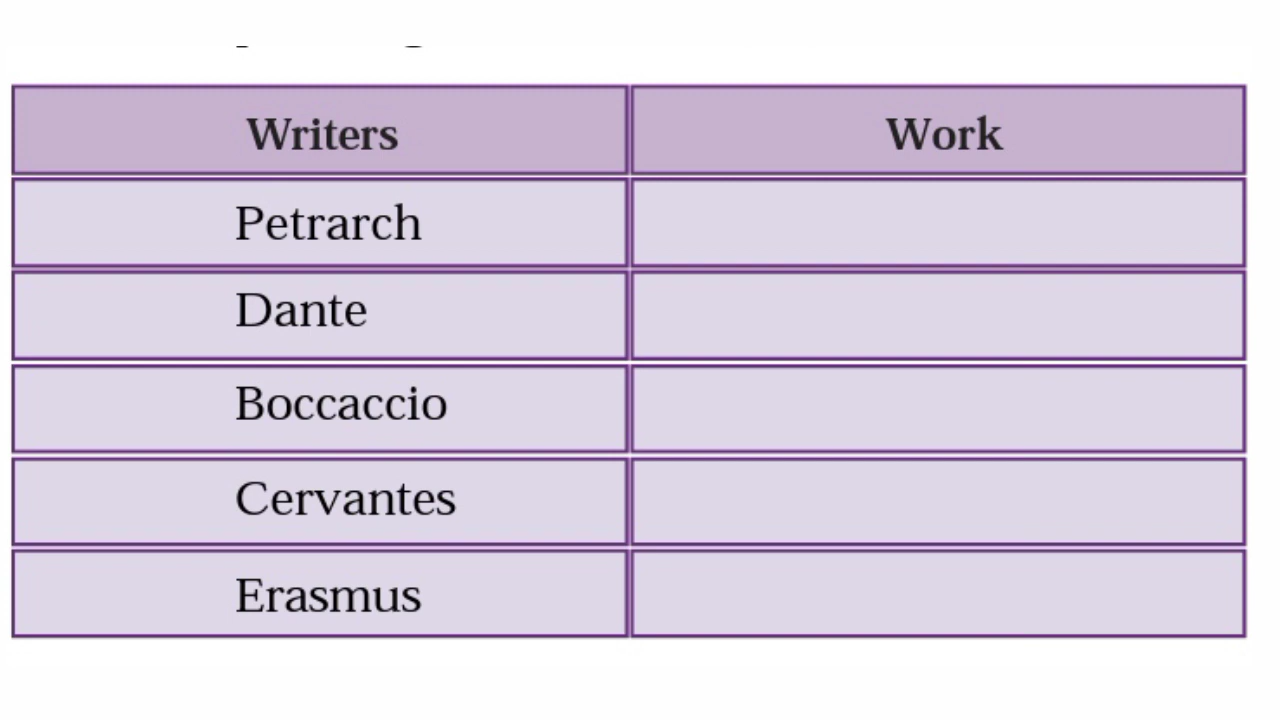 Writers Work
Petrarch
Dante
Boccaccio
Cervantes
Erasmus